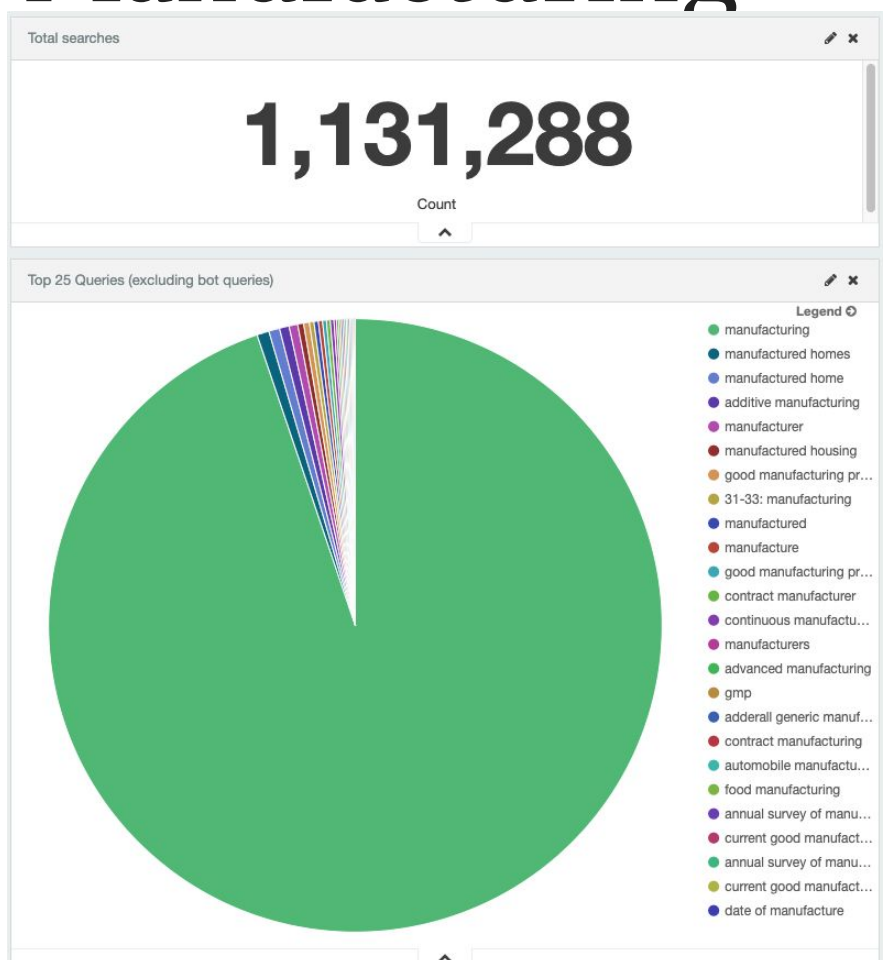 Manufacturing
Total searches
1,131,288
Count
Top 25 Queries (excluding bot queries)
Legend
manufacturing
manufactured homes
manufactured home
additive manufacturing
manufacturer
manufactured housing
good manufacturing pr...
31-33: manufacturing
manufactured
manufacture
good manufacturing pr...
contract manufacturer
continuous manufactu...
manufacturers
advanced manufacturing
gmp
adderall generic manuf...
contract manufacturing
automobile manufactu...
food manufacturing
annual survey of manu...
current good manufact...
annual survey of manu...
current good manufact...
date of manufacture